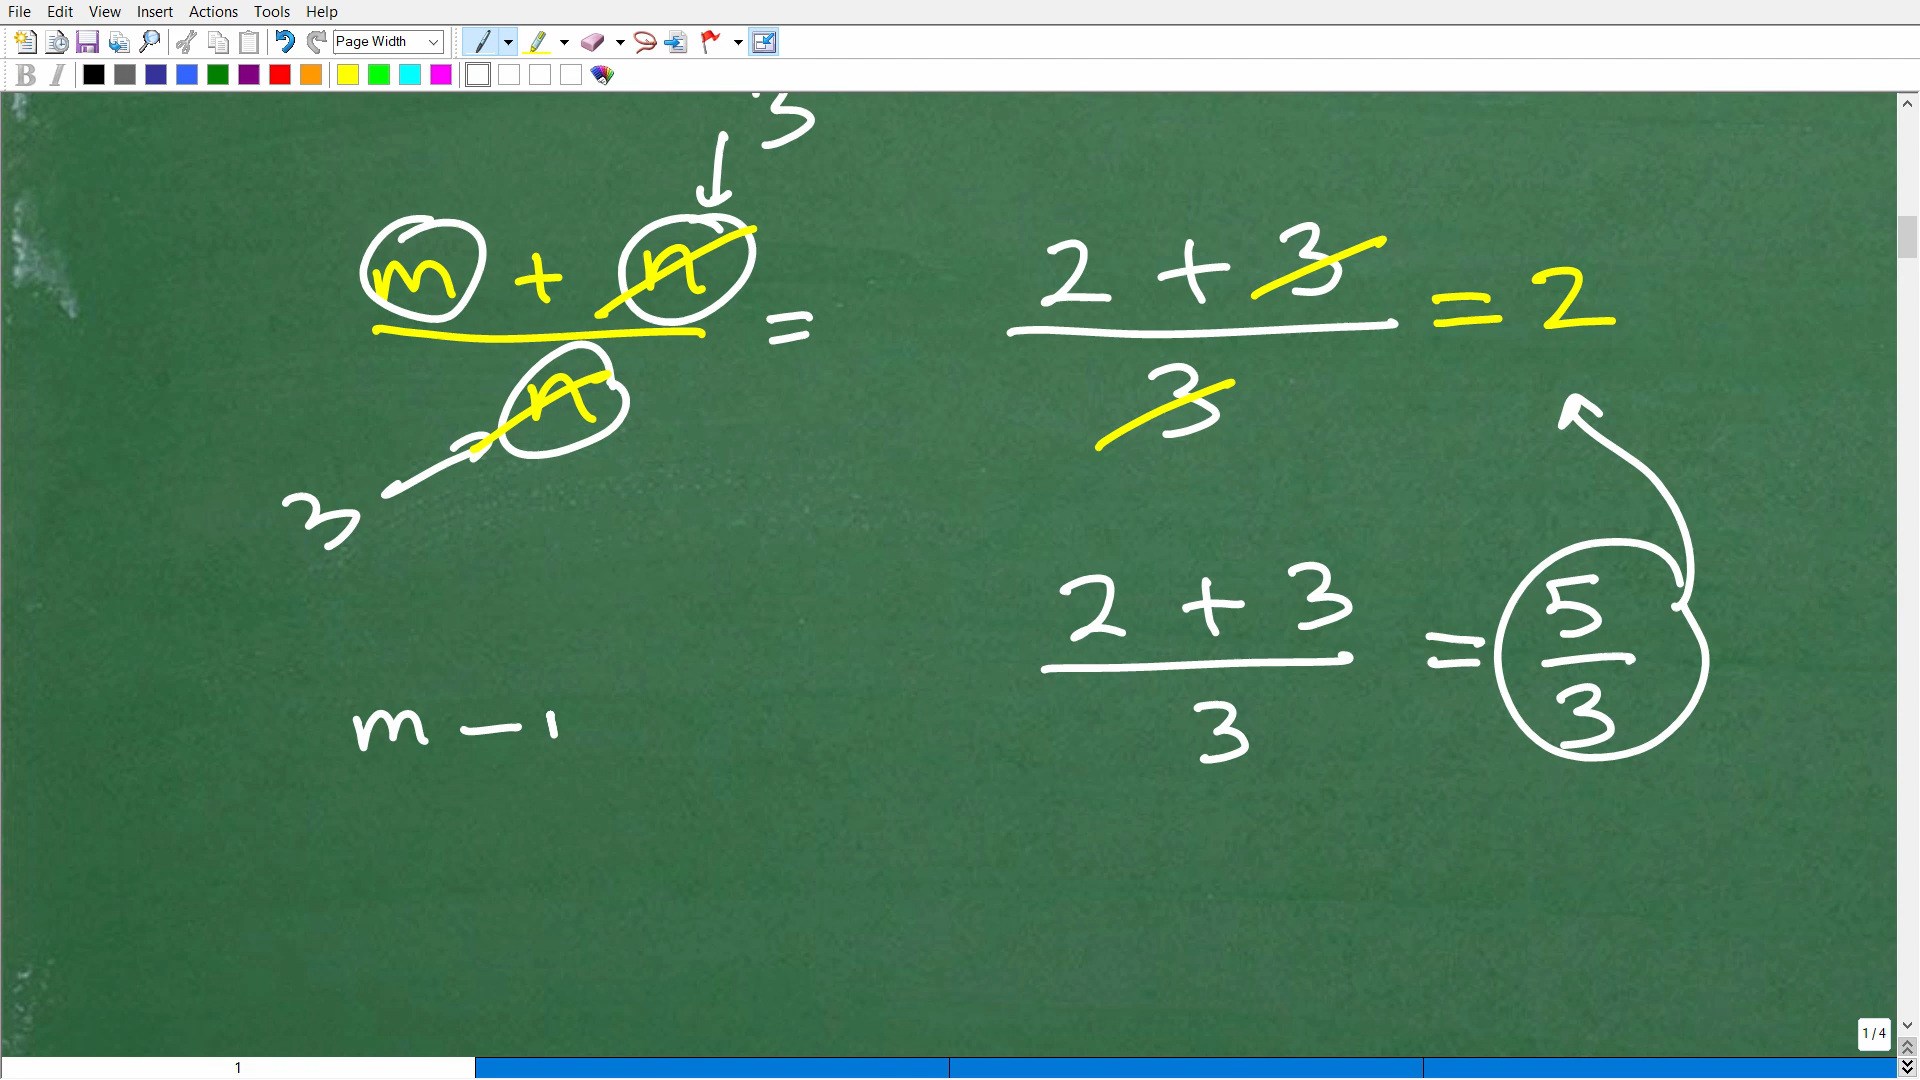 File Edit View Insert Actions Tools Help
Page Width
B I
3
m + n
n
=
3
2 + 3
3
= 2
2 + 3
3
= 5
3
m - 1
1 / 4
1